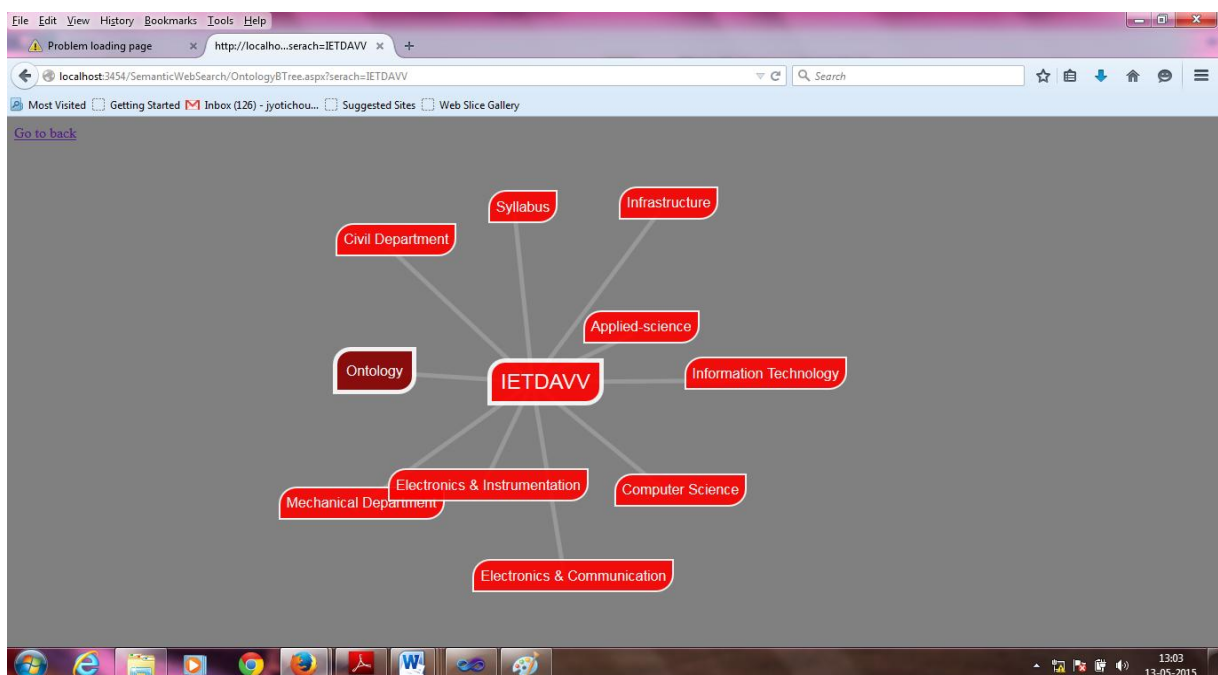 File Edit View History Bookmarks Tools Help
Problem loading page
http://localho...serach=IETDAVV
localhost:3454/SemanticWebSearch/OntologyBTree.aspx?serach=IETDAVV
Search
Most Visited Getting Started Inbox (126) - jyotichou... Suggested Sites Web Slice Gallery
Go to back
Syllabus
Infrastructure
Civil Department
Applied-science
Ontology
IETDAVV
Information Technology
Electronics & Instrumentation
Computer Science
Mechanical Department
Electronics & Communication
13:03
13-05-2015